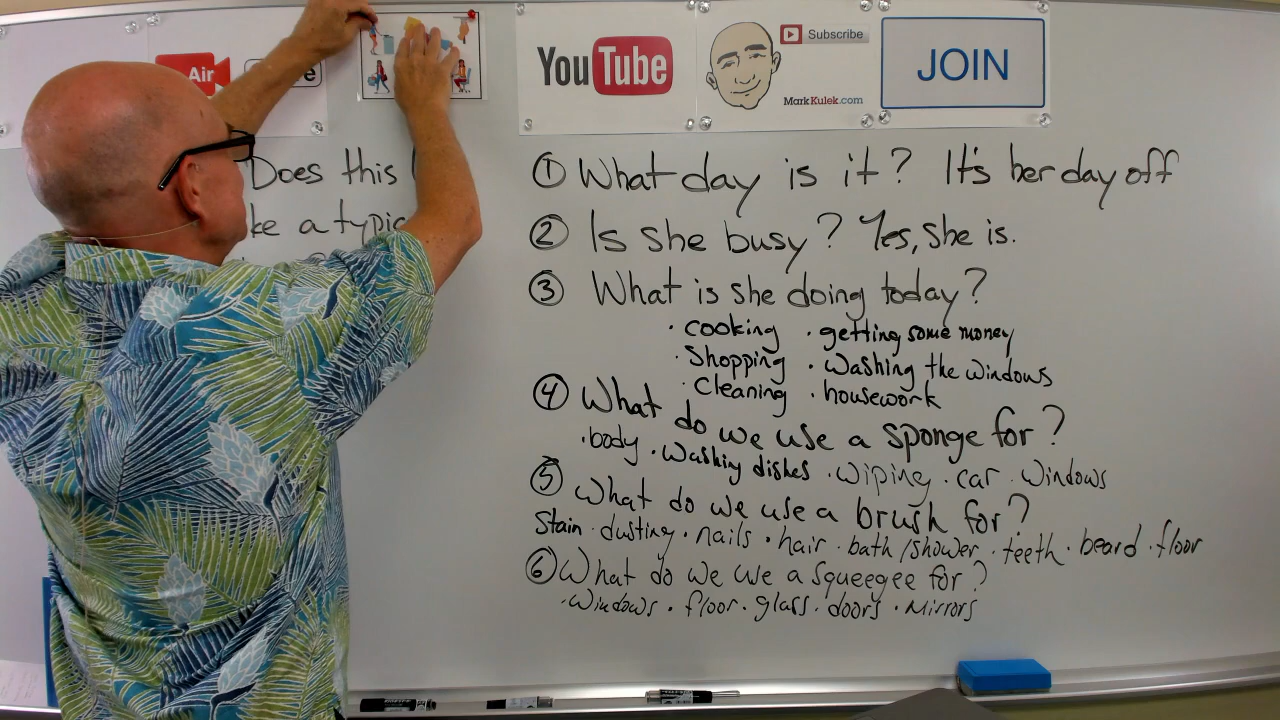 Air
YouTube
Subscribe
MarkKulek.com
JOIN
Does this
ke a typic
① What day is it? It's her day off
② Is she busy? Yes, she is.
③ What is she doing today?
· cooking · getting some money
· Shopping · Washing the windows
· Cleaning · housework
④ What do we use a sponge for?
· body · Washing dishes · wiping · car · windows
⑤ What do we use a brush for?
Stain · dusting · nails · hair · bath/shower · teeth · beard · floor
⑥ What do we use a squeegee for?
· Windows · floor · glass · doors · Mirrors